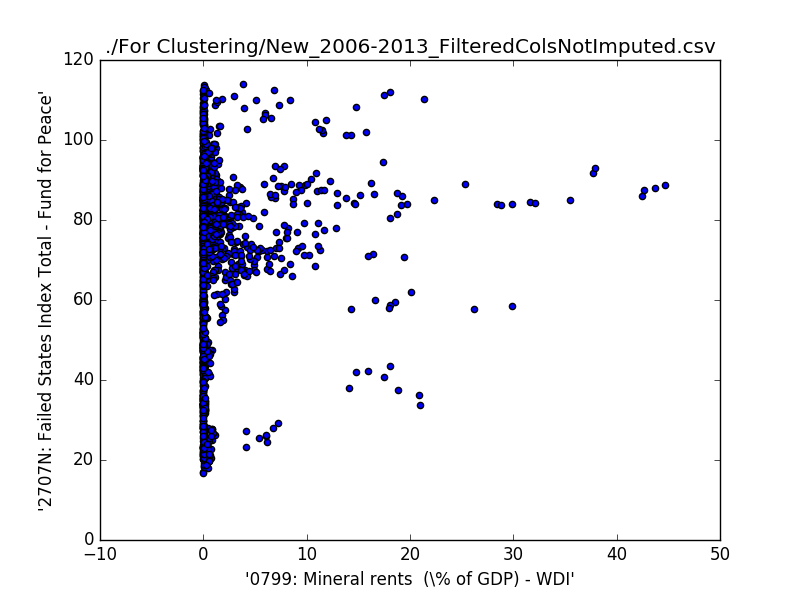 ./For Clustering/New_2006-2013_FilteredColsNotImputed.csv
120
100
80
60
40
20
0
'2707N: Failed States Index Total - Fund for Peace'
−10 0 10 20 30 40 50
'0799: Mineral rents  (\% of GDP) - WDI'